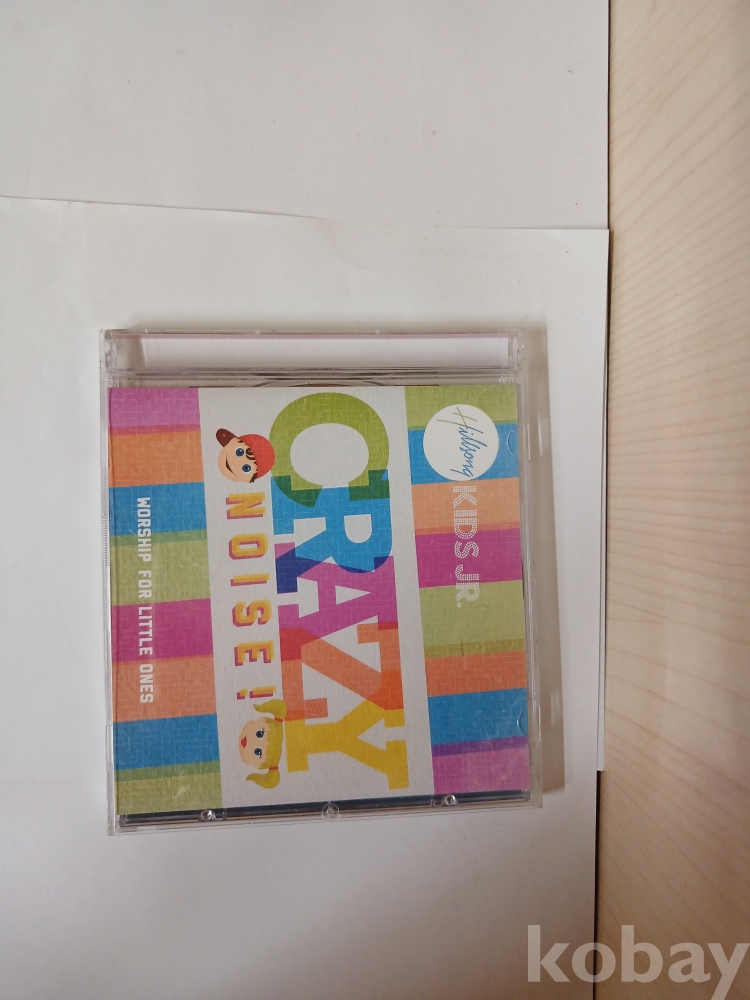 Hillsong
KIDS JR.
CRAZY
NOISE!
WORSHIP FOR LITTLE ONES
kobay